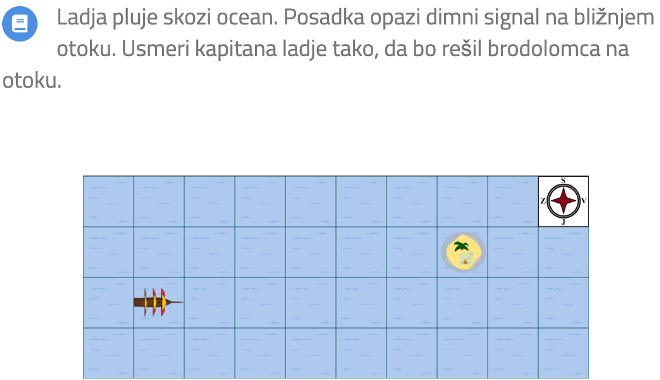 Ladja pluje skozi ocean. Posadka opazi dimni signal na bližnjem
otoku. Usmeri kapitana ladje tako, da bo rešil brodolomca na
otoku.
S
Z V
J